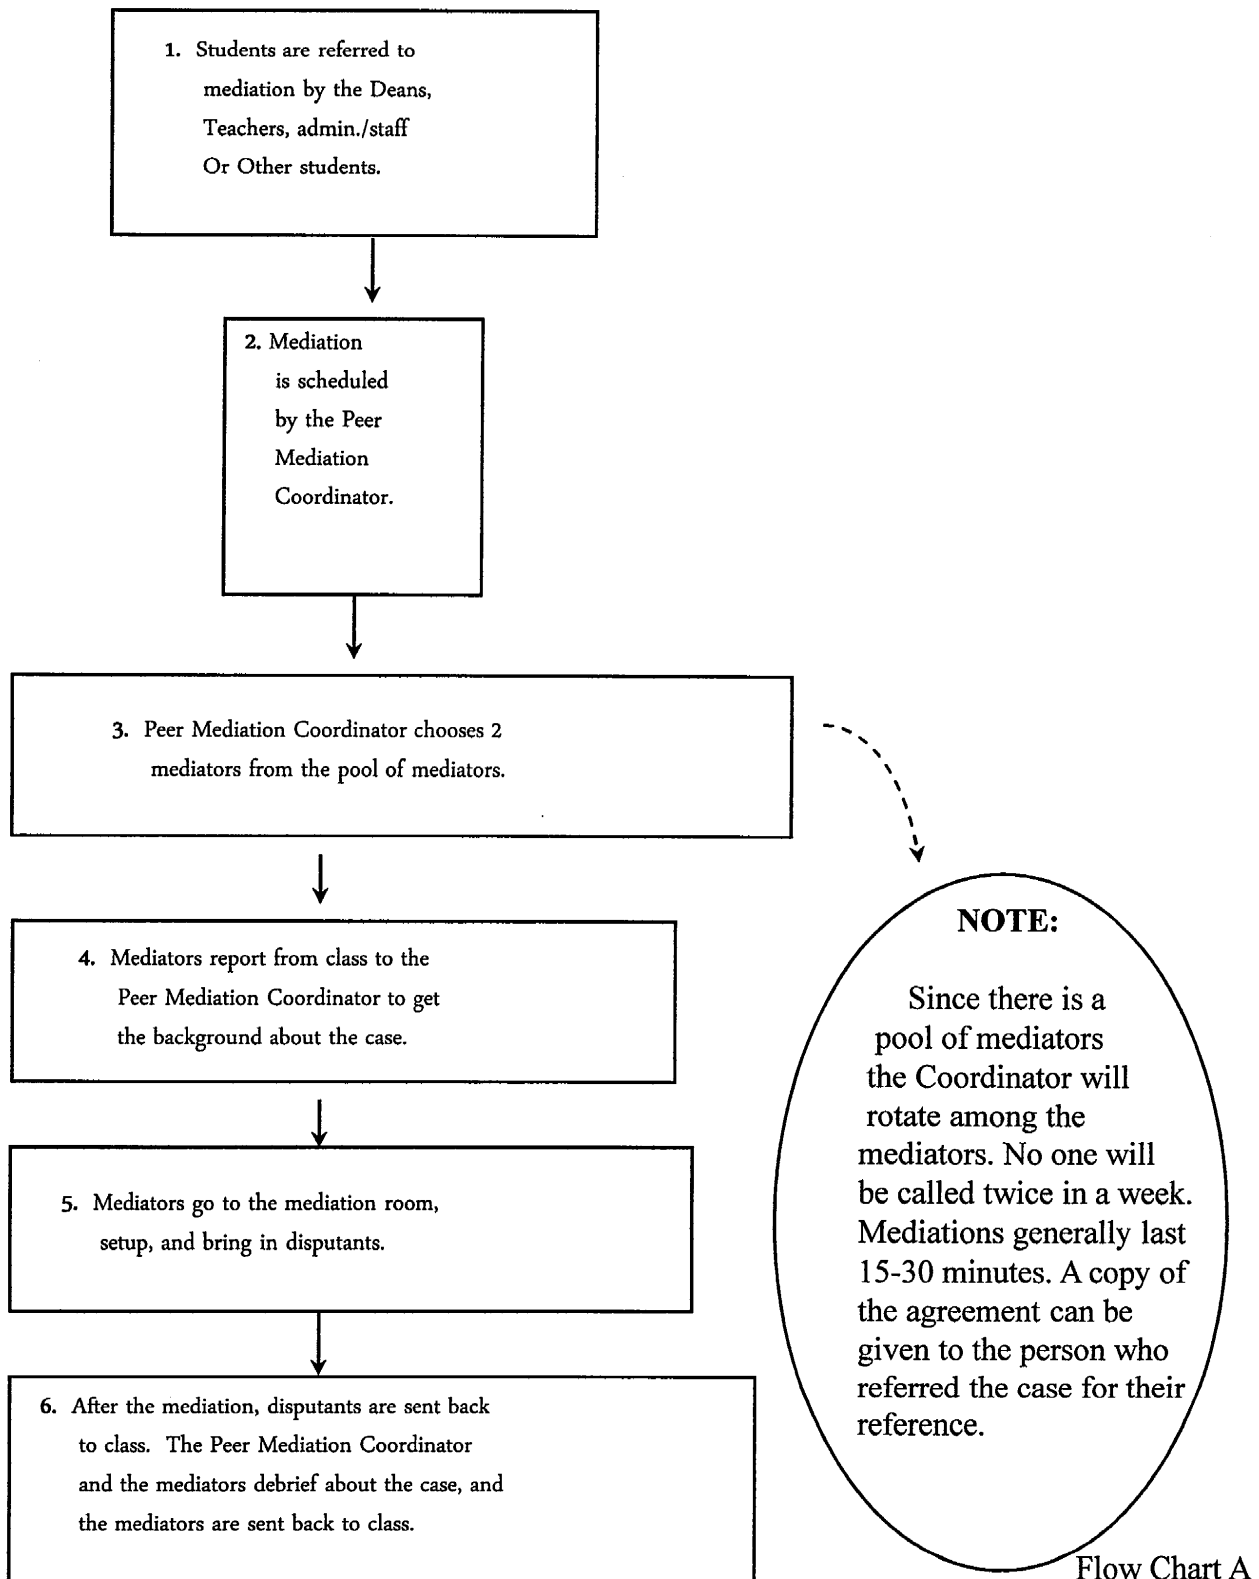 1. Students are referred to
mediation by the Deans,
Teachers, admin./staff
Or Other students.
2. Mediation
is scheduled
by the Peer
Mediation
Coordinator.
3. Peer Mediation Coordinator chooses 2
mediators from the pool of mediators.
4. Mediators report from class to the
Peer Mediation Coordinator to get
the background about the case.
5. Mediators go to the mediation room,
setup, and bring in disputants.
6. After the mediation, disputants are sent back
to class. The Peer Mediation Coordinator
and the mediators debrief about the case, and
the mediators are sent back to class.
NOTE:
Since there is a
pool of mediators
the Coordinator will
rotate among the
mediators. No one will
be called twice in a week.
Mediations generally last
15-30 minutes. A copy of
the agreement can be
given to the person who
referred the case for their
reference.
Flow Chart A